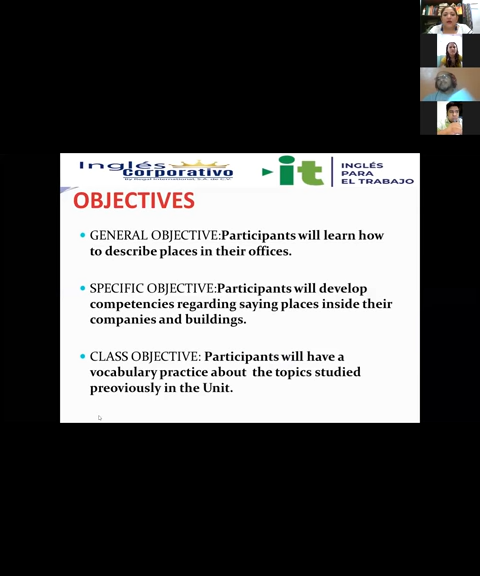 Inglés
Corporativo
it
INGLÉS
PARA
EL TRABAJO
OBJECTIVES
GENERAL OBJECTIVE:Participants will learn how
to describe places in their offices.
SPECIFIC OBJECTIVE:Participants will develop
competencies regarding saying places inside their
companies and buildings.
CLASS OBJECTIVE: Participants will have a
vocabulary practice about the topics studied
preoviously in the Unit.